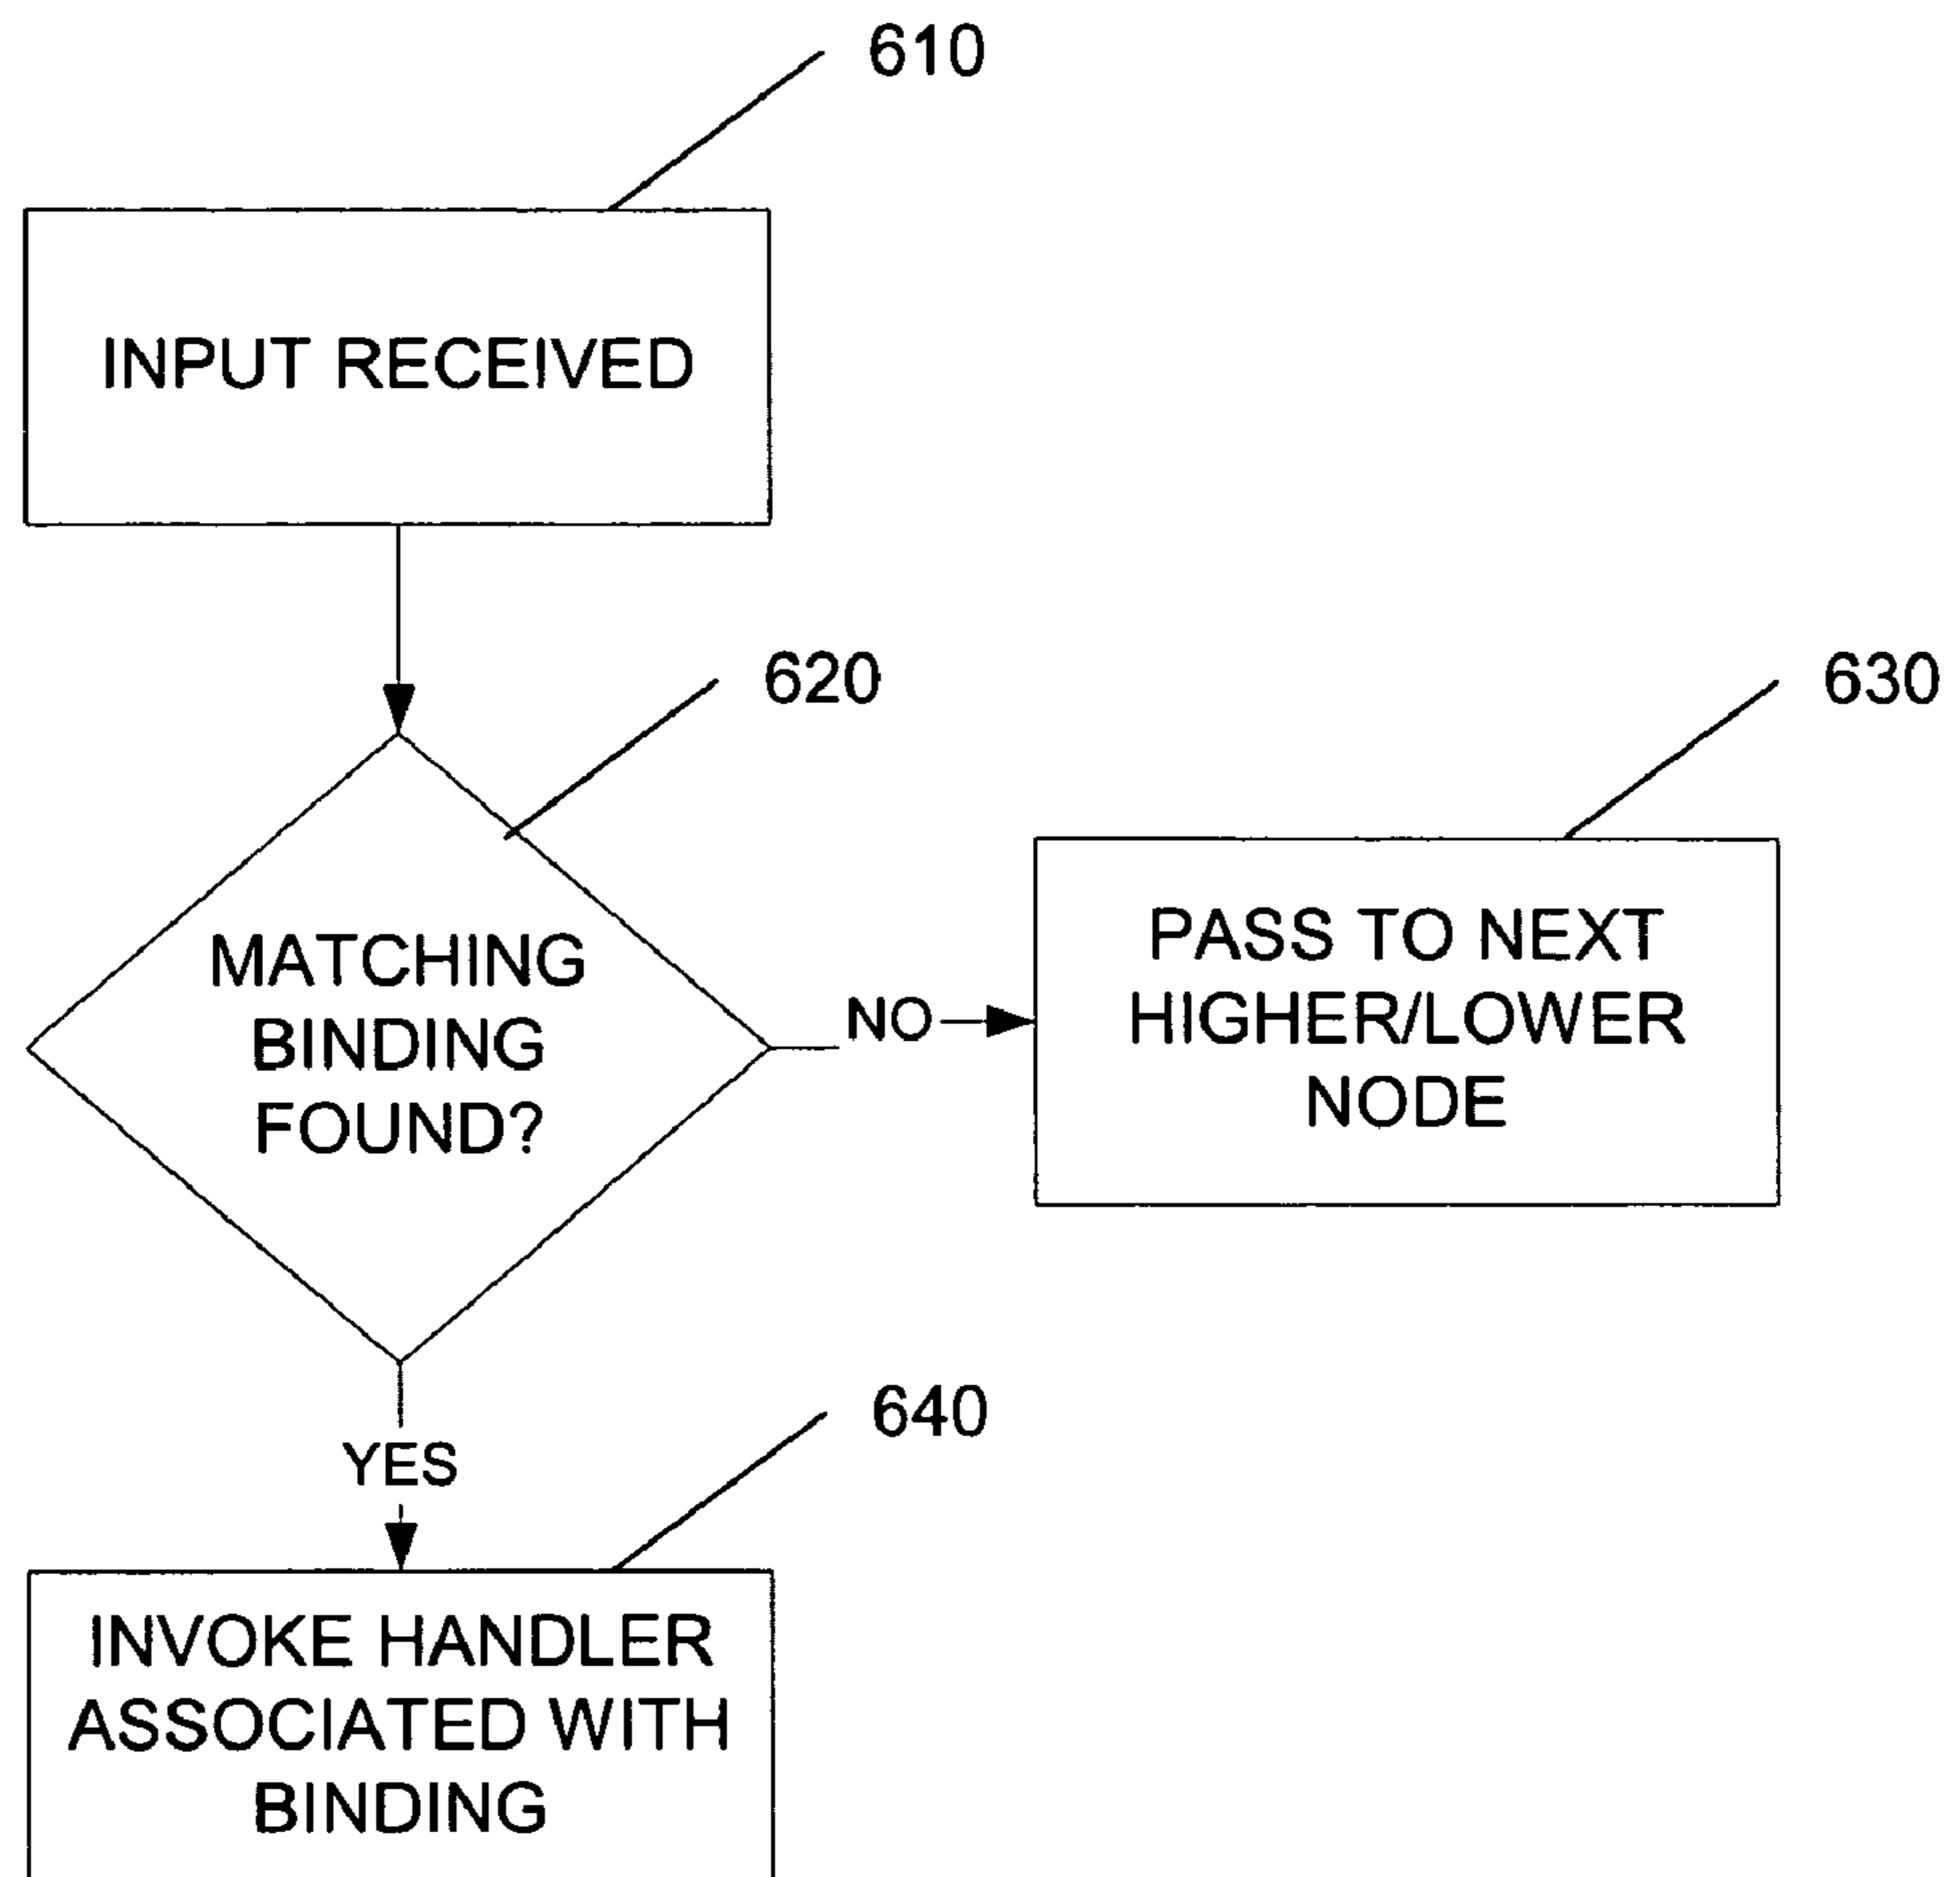 610
INPUT RECEIVED
620
630
MATCHING
BINDING
FOUND?
NO
PASS TO NEXT
HIGHER/LOWER
NODE
YES
640
INVOKE HANDLER
ASSOCIATED WITH
BINDING